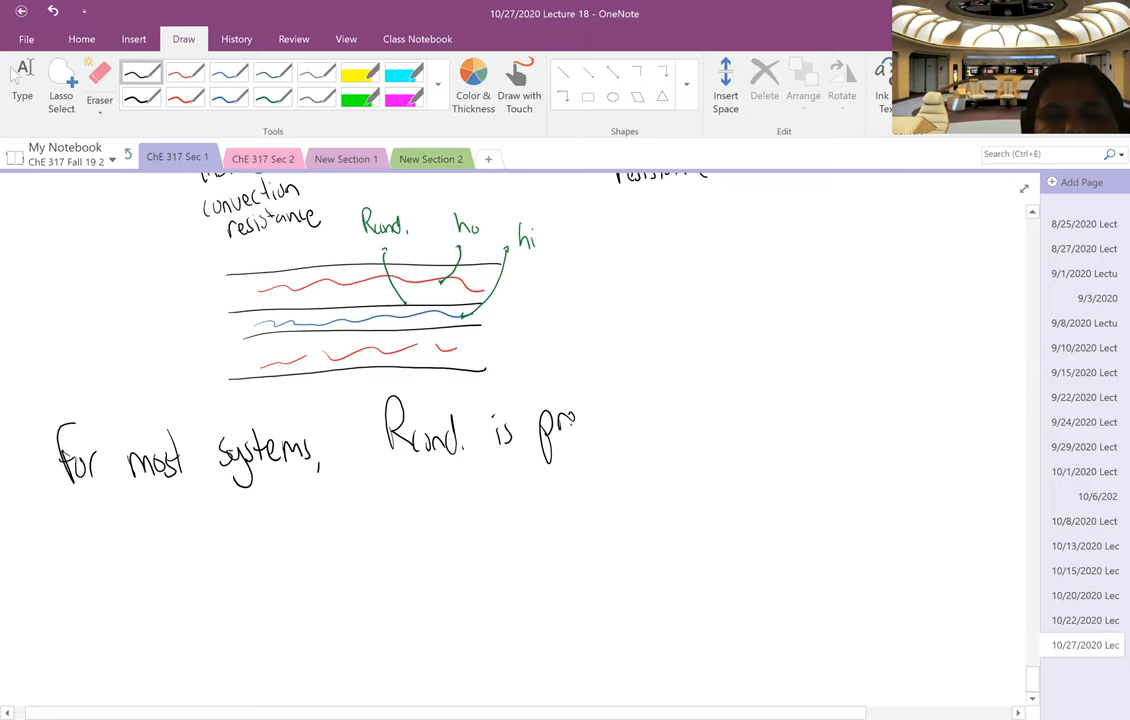 10/27/2020 Lecture 18 - OneNote
File Home Insert Draw History Review View Class Notebook
Type
Lasso Select
Eraser
Color & Thickness
Draw with Touch
Insert Space
Delete
Arrange
Rotate
Tools
Shapes
Edit
My Notebook
ChE 317 Fall 19 2
ChE 317 Sec 1
ChE 317 Sec 2
New Section 1
New Section 2
Search (Ctrl+E)
Add Page
8/25/2020 Lect
8/27/2020 Lect
9/1/2020 Lectu
9/3/2020
9/8/2020 Lectu
9/10/2020 Lect
9/15/2020 Lect
9/22/2020 Lect
9/24/2020 Lect
9/29/2020 Lect
10/1/2020 Lect
10/6/202
10/8/2020 Lect
10/13/2020 Lec
10/15/2020 Lec
10/20/2020 Lec
10/22/2020 Lec
10/27/2020 Lec
convection
resistance
Rcond. ho hi
For most systems, Rcond. is pr